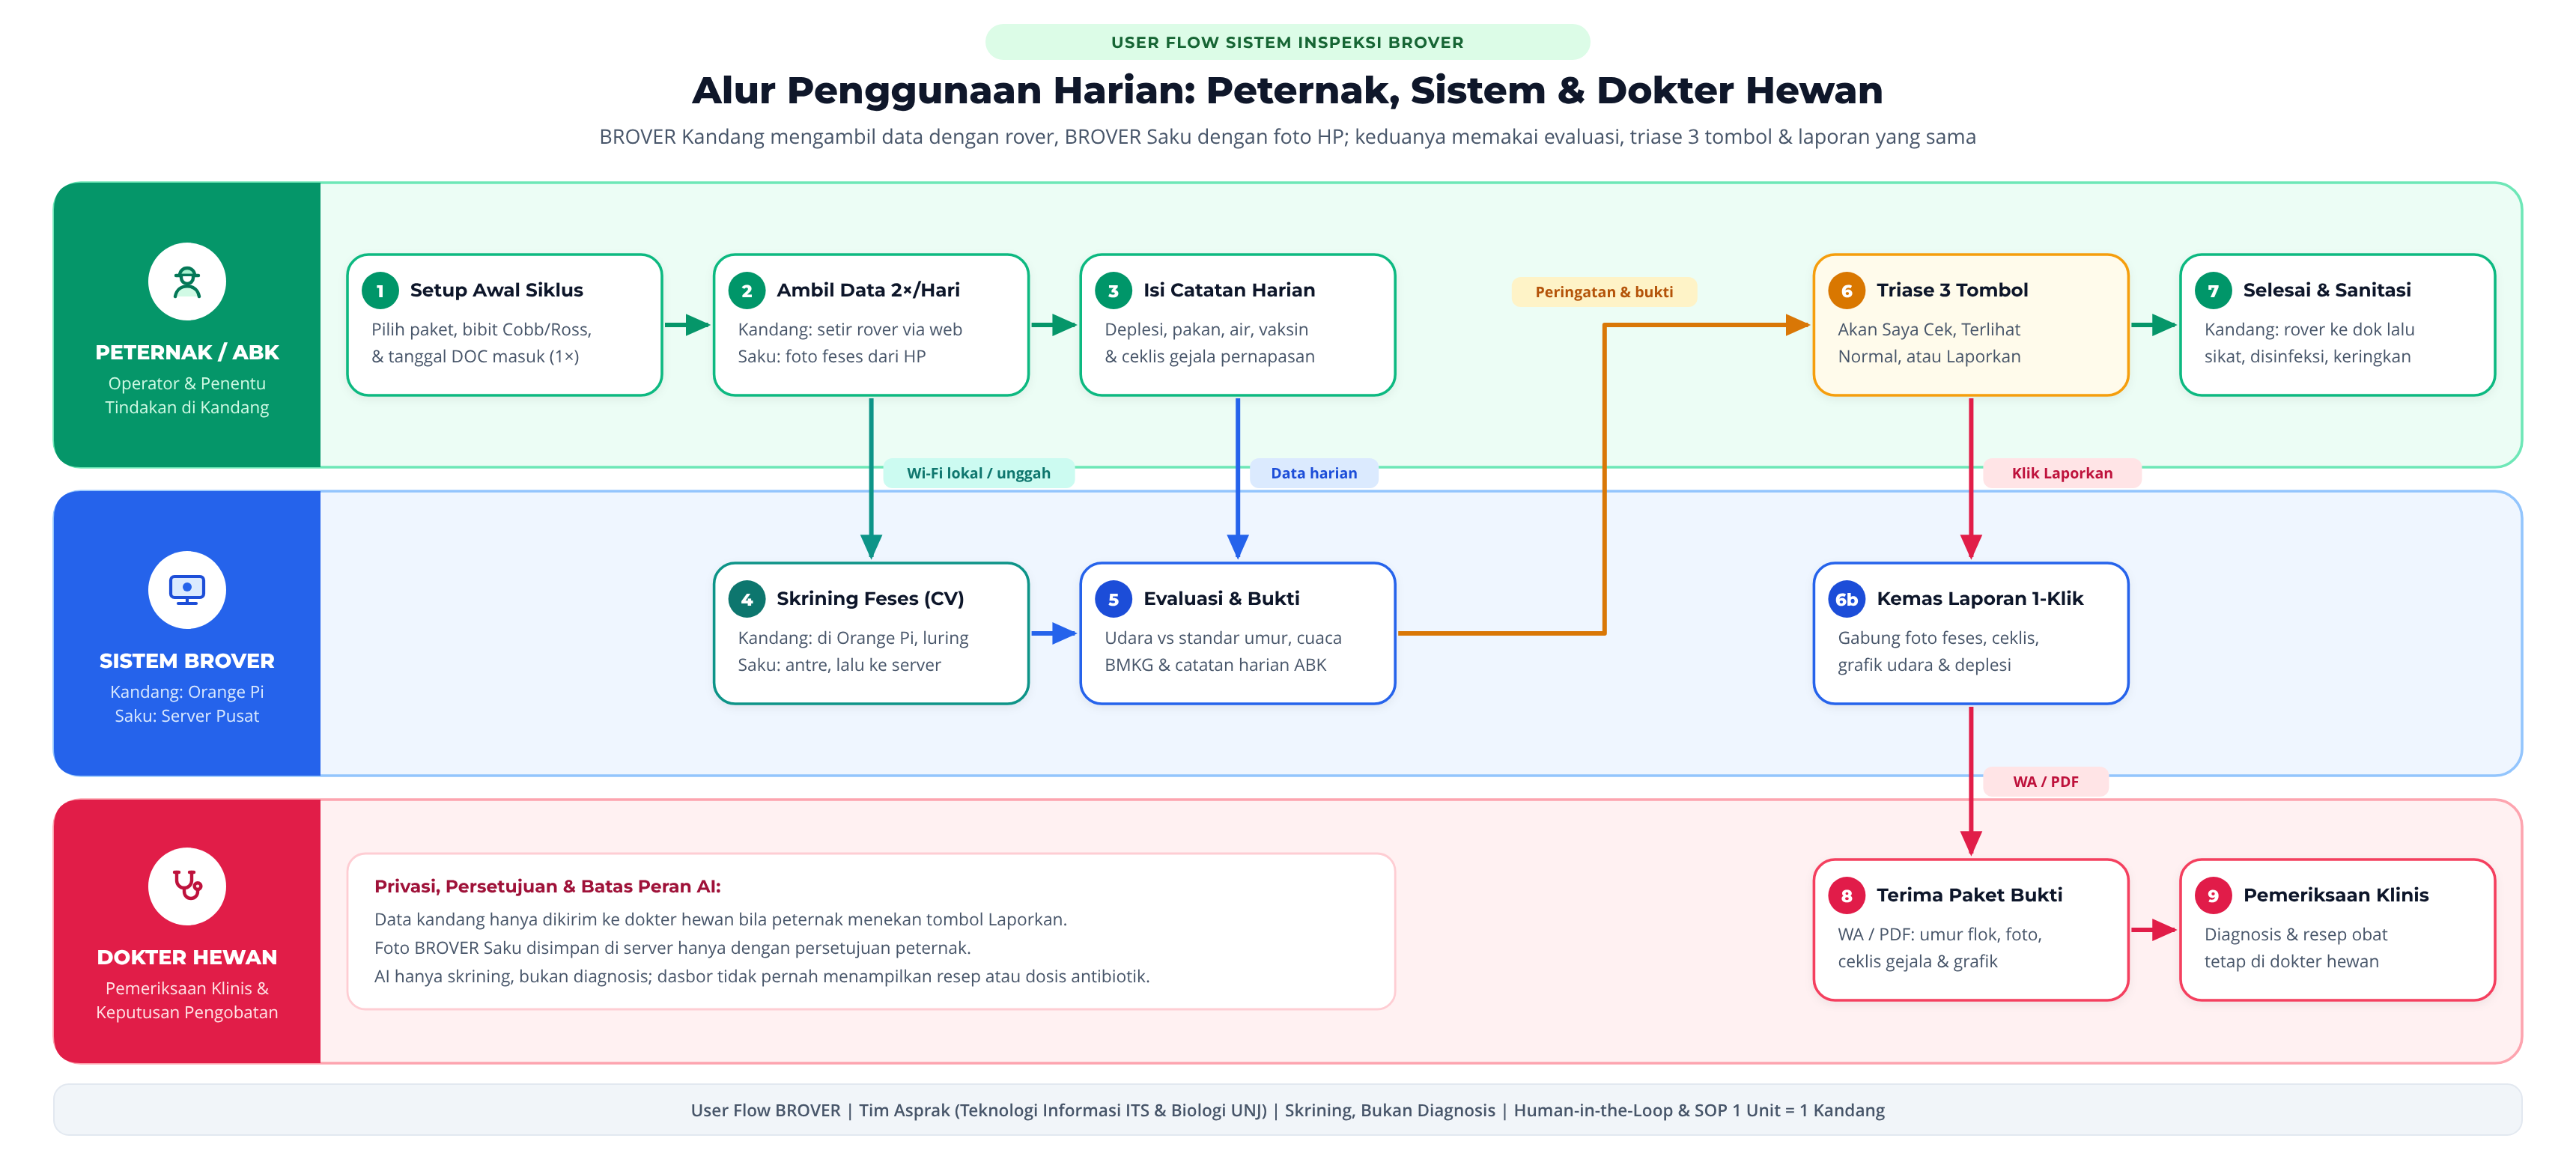 USER FLOW SISTEM INSPEKSI BROVER
Alur Penggunaan Harian: Peternak, Sistem & Dokter Hewan
BROVER Kandang mengambil data dengan rover, BROVER Saku dengan foto HP; keduanya memakai evaluasi, triase 3 tombol & laporan yang sama
PETERNAK / ABK
Operator & Penentu
Tindakan di Kandang
1 Setup Awal Siklus
Pilih paket, bibit Cobb/Ross,
& tanggal DOC masuk (1×)
2 Ambil Data 2×/Hari
Kandang: setir rover via web
Saku: foto feses dari HP
3 Isi Catatan Harian
Deplesi, pakan, air, vaksin
& ceklis gejala pernapasan
Peringatan & bukti
6 Triase 3 Tombol
Akan Saya Cek, Terlihat
Normal, atau Laporkan
7 Selesai & Sanitasi
Kandang: rover ke dok lalu
sikat, disinfeksi, keringkan
Wi-Fi lokal / unggah
Data harian
Klik Laporkan
SISTEM BROVER
Kandang: Orange Pi
Saku: Server Pusat
4 Skrining Feses (CV)
Kandang: di Orange Pi, luring
Saku: antre, lalu ke server
5 Evaluasi & Bukti
Udara vs standar umur, cuaca
BMKG & catatan harian ABK
6b Kemas Laporan 1-Klik
Gabung foto feses, ceklis,
grafik udara & deplesi
WA / PDF
DOKTER HEWAN
Pemeriksaan Klinis &
Keputusan Pengobatan
Privasi, Persetujuan & Batas Peran AI:
Data kandang hanya dikirim ke dokter hewan bila peternak menekan tombol Laporkan.
Foto BROVER Saku disimpan di server hanya dengan persetujuan peternak.
AI hanya skrining, bukan diagnosis; dasbor tidak pernah menampilkan resep atau dosis antibiotik.
8 Terima Paket Bukti
WA / PDF: umur flok, foto,
ceklis gejala & grafik
9 Pemeriksaan Klinis
Diagnosis & resep obat
tetap di dokter hewan
User Flow BROVER | Tim Asprak (Teknologi Informasi ITS & Biologi UNJ) | Skrining, Bukan Diagnosis | Human-in-the-Loop & SOP 1 Unit = 1 Kandang